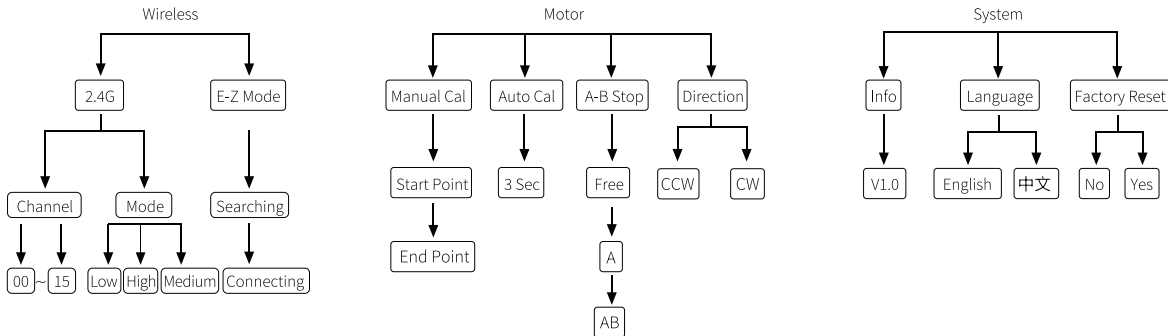 Wireless
2.4G E-Z Mode
Channel Mode Searching
00 ~ 15 Low High Medium Connecting
Motor
Manual Cal Auto Cal A-B Stop Direction
Start Point 3 Sec Free CCW CW
End Point A
AB
System
Info Language Factory Reset
V1.0 English 中文 No Yes